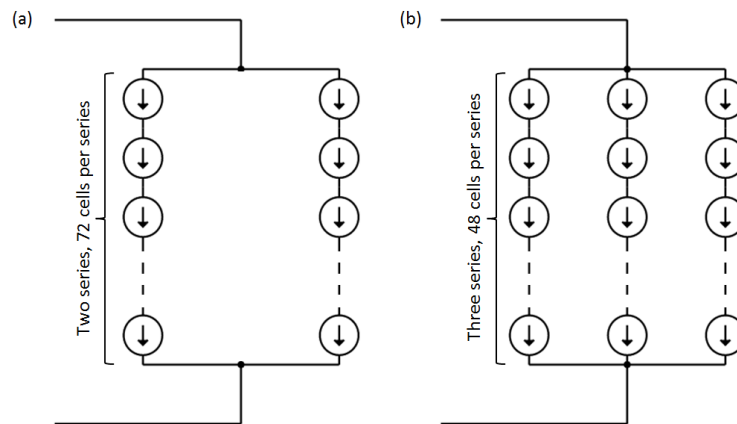 (a)
Two series, 72 cells per series
(b)
Three series, 48 cells per series